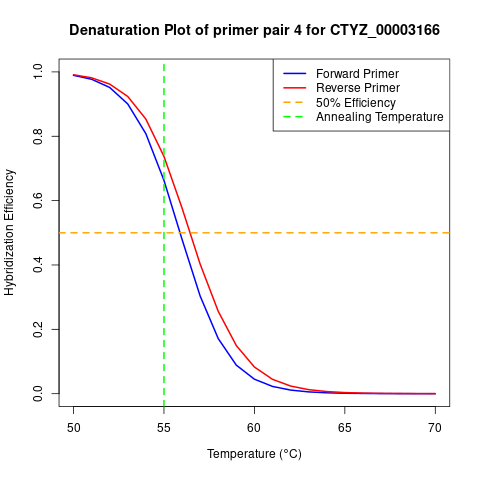 Denaturation Plot of primer pair 4 for CTYZ_00003166
Forward Primer
Reverse Primer
50% Efficiency
Annealing Temperature
Hybridization Efficiency
1.0
0.8
0.6
0.4
0.2
0.0
50 55 60 65 70
Temperature (°C)